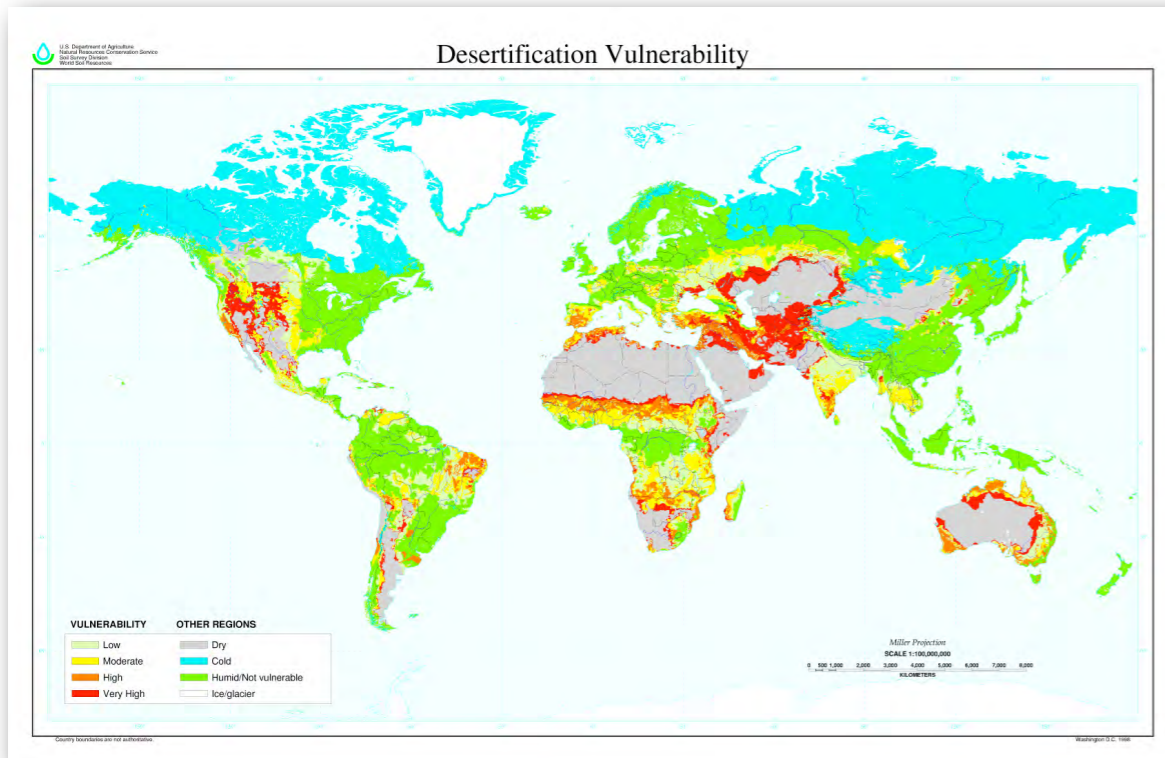 U.S. Department of Agriculture
Natural Resources Conservation Service
Soil Survey Division
World Soil Resources
Desertification Vulnerability
VULNERABILITY
Low
Moderate
High
Very High
OTHER REGIONS
Dry
Cold
Humid/Not vulnerable
Ice/glacier
Miller Projection
SCALE 1:100,000,000
0 500 1,000 2,000 3,000 4,000 5,000 6,000 7,000 8,000
KILOMETERS
Country boundaries are not authoritative.
Washington D.C. 1998